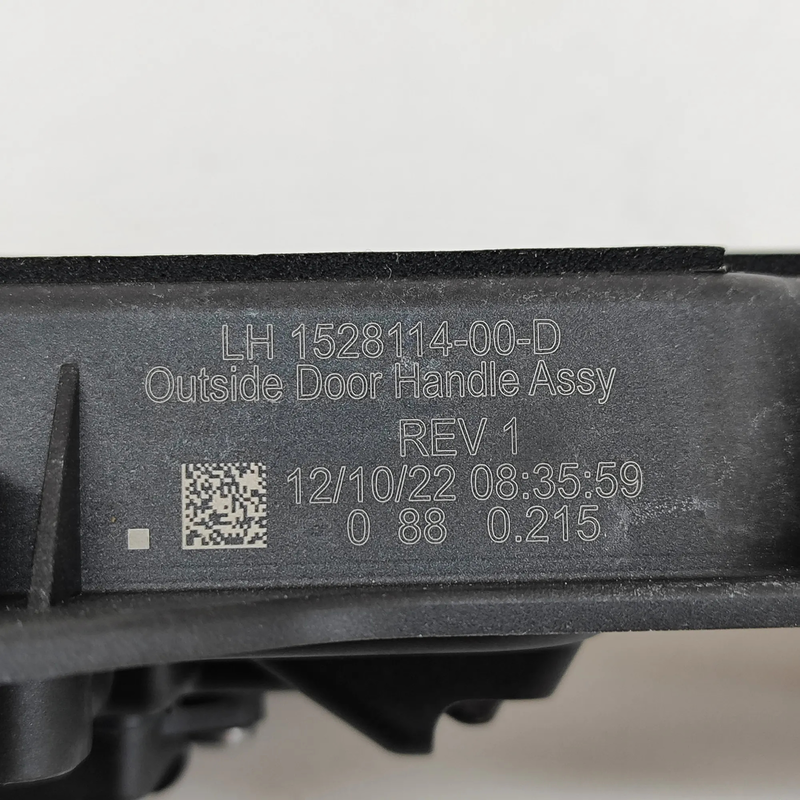 LH 1528114-00-D
Outside Door Handle Assy
REV 1
12/10/22 08:35:59
0 88 0.215